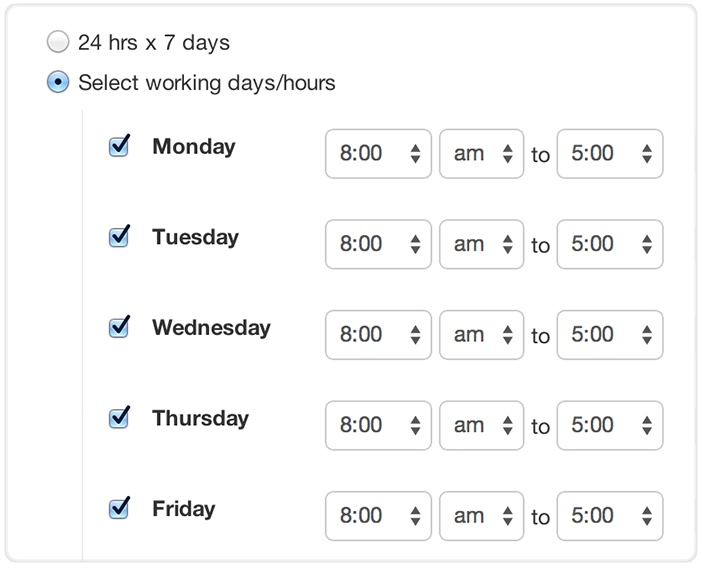 24 hrs x 7 days
Select working days/hours
Monday 8:00 am to 5:00
Tuesday 8:00 am to 5:00
Wednesday 8:00 am to 5:00
Thursday 8:00 am to 5:00
Friday 8:00 am to 5:00